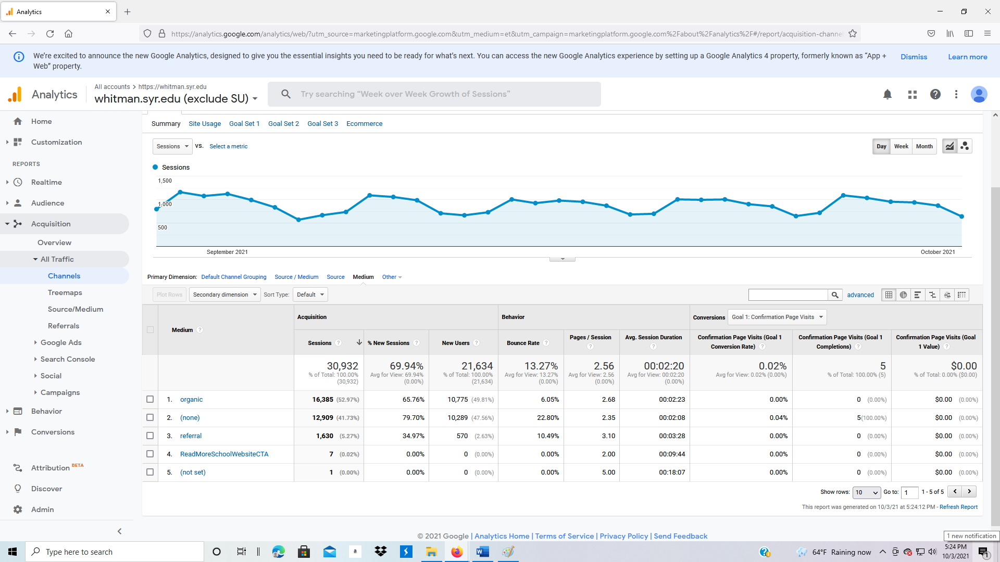 Analytics
https://analytics.google.com/analytics/web/?utm_source=marketingplatform.google.com&utm_medium=et&utm_campaign=marketingplatform.google.com%2Fabout%2Fanalytics%2F#/report/acquisition-channe
We're excited to announce the new Google Analytics, designed to give you the essential insights you need to be ready for what's next. You can access the new Google Analytics experience by setting up a Google Analytics 4 property, formerly known as “App +
Web” property.
Dismiss Learn more
Analytics
All accounts > https://whitman.syr.edu
whitman.syr.edu (exclude SU)
Try searching “Week over Week Growth of Sessions”
Home
Customization
REPORTS
Realtime
Audience
Acquisition
Overview
All Traffic
Channels
Treemaps
Source/Medium
Referrals
Google Ads
Search Console
Social
Campaigns
Behavior
Conversions
Attribution BETA
Discover
Admin
Summary Site Usage Goal Set 1 Goal Set 2 Goal Set 3 Ecommerce
Sessions VS. Select a metric
Day Week Month
Sessions
1,500
1,000
500
September 2021 October 2021
Primary Dimension: Default Channel Grouping Source / Medium Source Medium Other
Plot Rows Secondary dimension Sort Type: Default advanced
Medium ?
Acquisition Behavior Conversions Goal 1: Confirmation Page Visits
Sessions ? % New Sessions ? New Users ? Bounce Rate ? Pages / Session ? Avg. Session Duration ? Confirmation Page Visits (Goal 1 Conversion Rate) ? Confirmation Page Visits (Goal 1 Completions) ? Confirmation Page Visits (Goal 1 Value) ?
30,932 69.94% 21,634 13.27% 2.56 00:02:20 0.02% 5 $0.00
% of Total: 100.00% Avg for View: 69.94% % of Total: 100.00% Avg for View: 13.27% Avg for View: 2.56 Avg for View: 00:02:20 Avg for View: 0.02% (0.00%) % of Total: 100.00% (5) % of Total: 0.00% ($0.00)
(30,932) (0.00%) (21,634) (0.00%) (0.00%) (0.00%)
1. organic 16,385 (52.97%) 65.76% 10,775 (49.81%) 6.05% 2.68 00:02:23 0.00% 0 (0.00%) $0.00 (0.00%)
2. (none) 12,909 (41.73%) 79.70% 10,289 (47.56%) 22.80% 2.35 00:02:08 0.04% 5(100.00%) $0.00 (0.00%)
3. referral 1,630 (5.27%) 34.97% 570 (2.63%) 10.49% 3.10 00:03:28 0.00% 0 (0.00%) $0.00 (0.00%)
4. ReadMoreSchoolWebsiteCTA 7 (0.02%) 0.00% 0 (0.00%) 0.00% 2.00 00:09:44 0.00% 0 (0.00%) $0.00 (0.00%)
5. (not set) 1 (0.00%) 0.00% 0 (0.00%) 0.00% 5.00 00:18:07 0.00% 0 (0.00%) $0.00 (0.00%)
Show rows: 10 Go to: 1 1 - 5 of 5
This report was generated on 10/3/21 at 5:24:12 PM - Refresh Report
© 2021 Google | Analytics Home | Terms of Service | Privacy Policy | Send Feedback
1 new notification
Type here to search
a
W
64°F Raining now
5:24 PM
10/3/2021
1